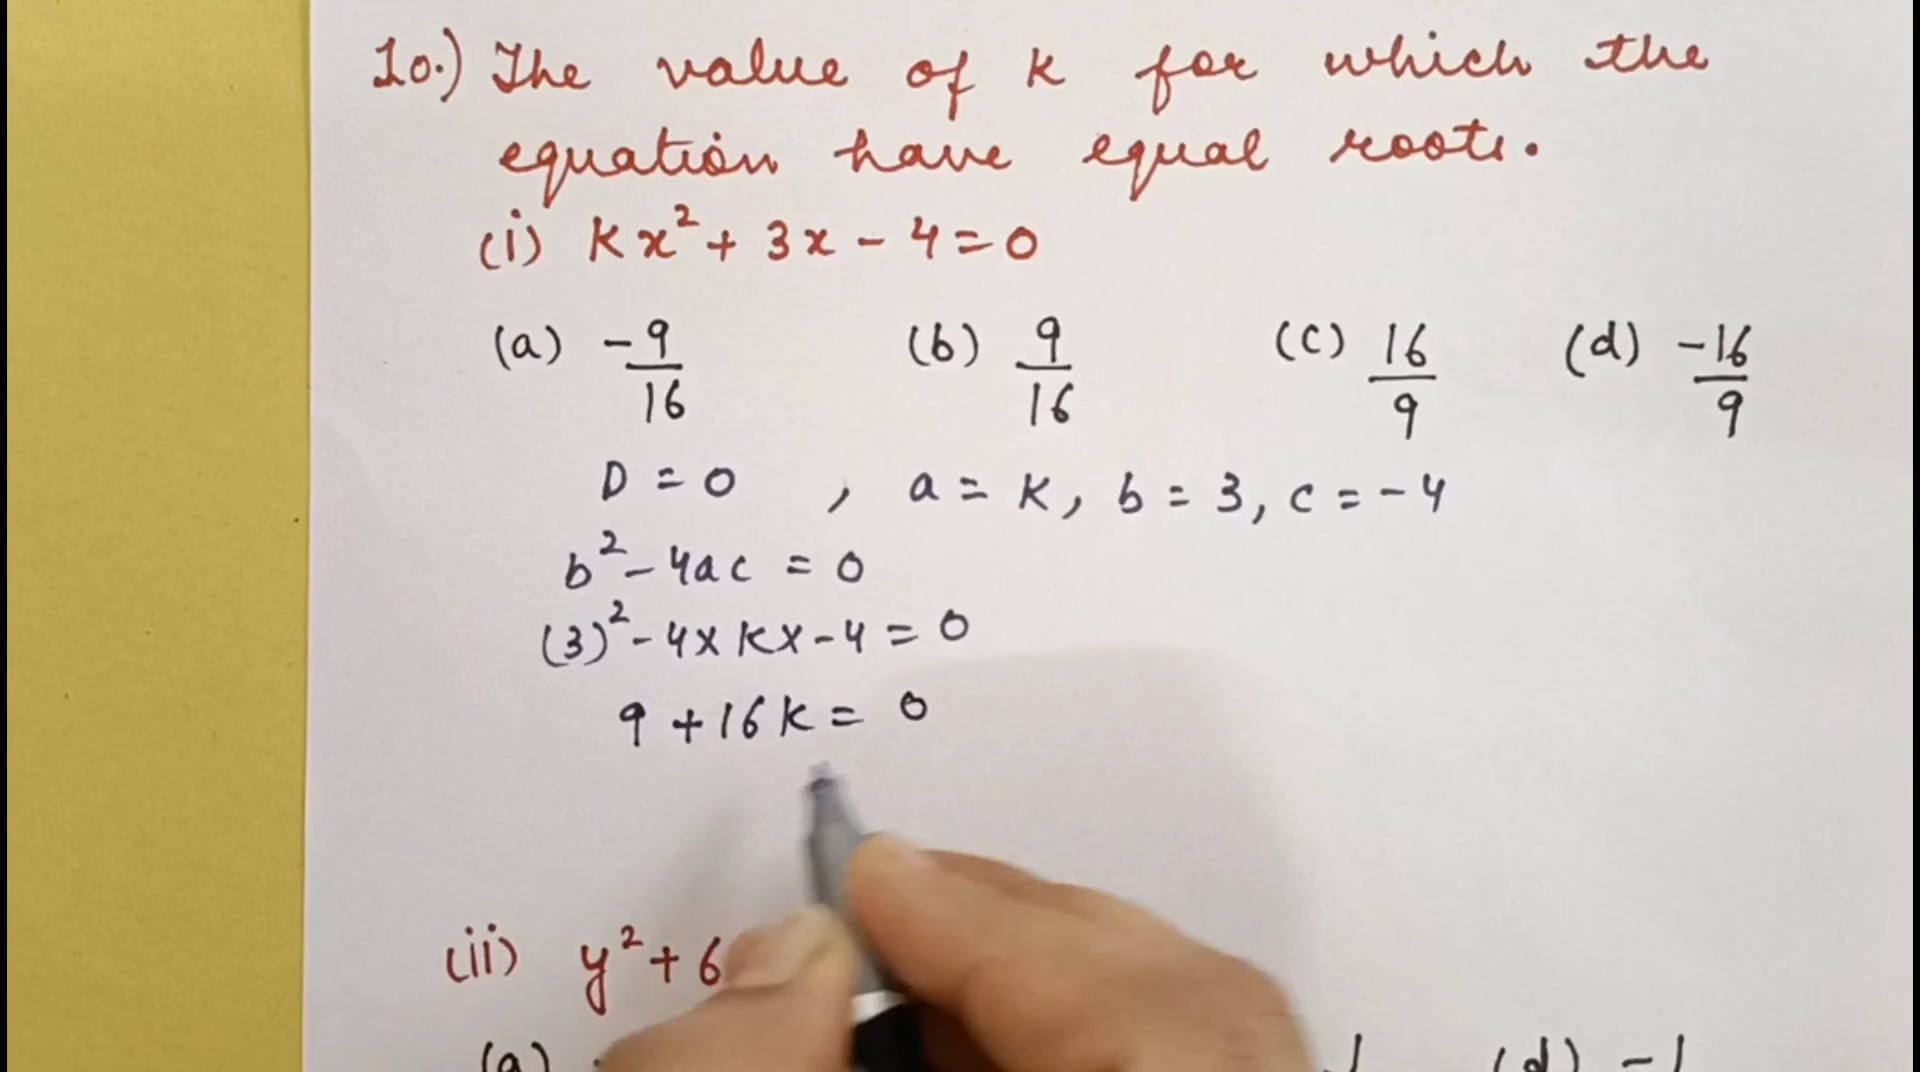 10.) The value of k for which the
equation have equal roots.
(i) kx² + 3x - 4 = 0
(a) -9/16 (b) 9/16 (c) 16/9 (d) -16/9
D = 0 , a = k, b = 3, c = -4
b² - 4ac = 0
(3)² - 4 x k x - 4 = 0
9 + 16k = 0
(ii) y² + 6
(a) (d) -1